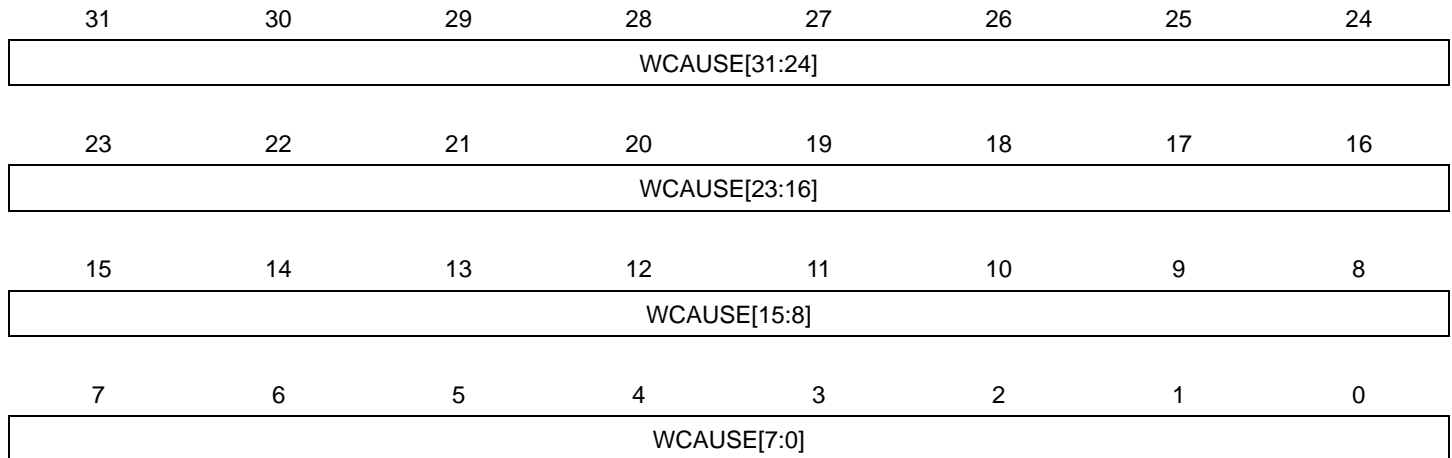 31 30 29 28 27 26 25 24
WCAUSE[31:24]
23 22 21 20 19 18 17 16
WCAUSE[23:16]
15 14 13 12 11 10 9 8
WCAUSE[15:8]
7 6 5 4 3 2 1 0
WCAUSE[7:0]